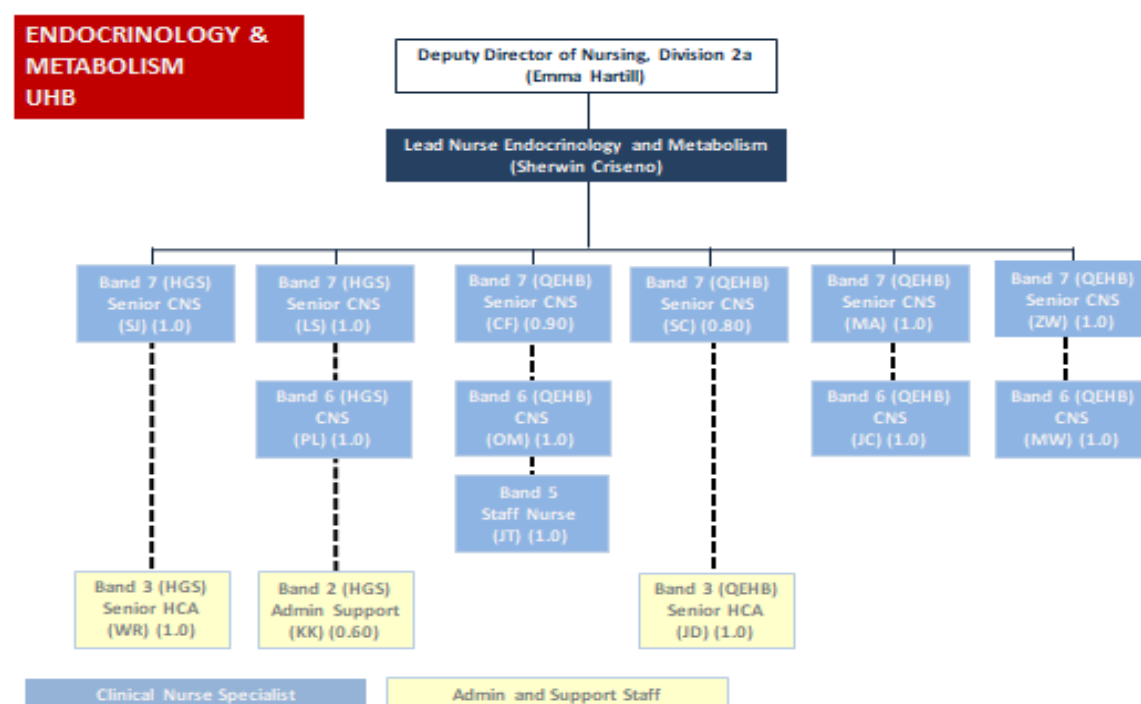 ENDOCRINOLOGY &
METABOLISM
UHB
Deputy Director of Nursing, Division 2a
(Emma Hartill)
Lead Nurse Endocrinology and Metabolism
(Sherwin Criseno)
Band 7 (HGS)
Senior CNS
(SJ) (1.0)
Band 7 (HGS)
Senior CNS
(LS) (1.0)
Band 7 (QEHB)
Senior CNS
(CF) (0.90)
Band 7 (QEHB)
Senior CNS
(SC) (0.80)
Band 7 (QEHB)
Senior CNS
(MA) (1.0)
Band 7 (QEHB)
Senior CNS
(ZW) (1.0)
Band 6 (HGS)
CNS
(PL) (1.0)
Band 6 (QEHB)
CNS
(OM) (1.0)
Band 6 (QEHB)
CNS
(JC) (1.0)
Band 6 (QEHB)
CNS
(MW) (1.0)
Band 5
Staff Nurse
(JT) (1.0)
Band 3 (HGS)
Senior HCA
(WR) (1.0)
Band 2 (HGS)
Admin Support
(KK) (0.60)
Band 3 (QEHB)
Senior HCA
(JD) (1.0)
Clinical Nurse Specialist
Admin and Support Staff